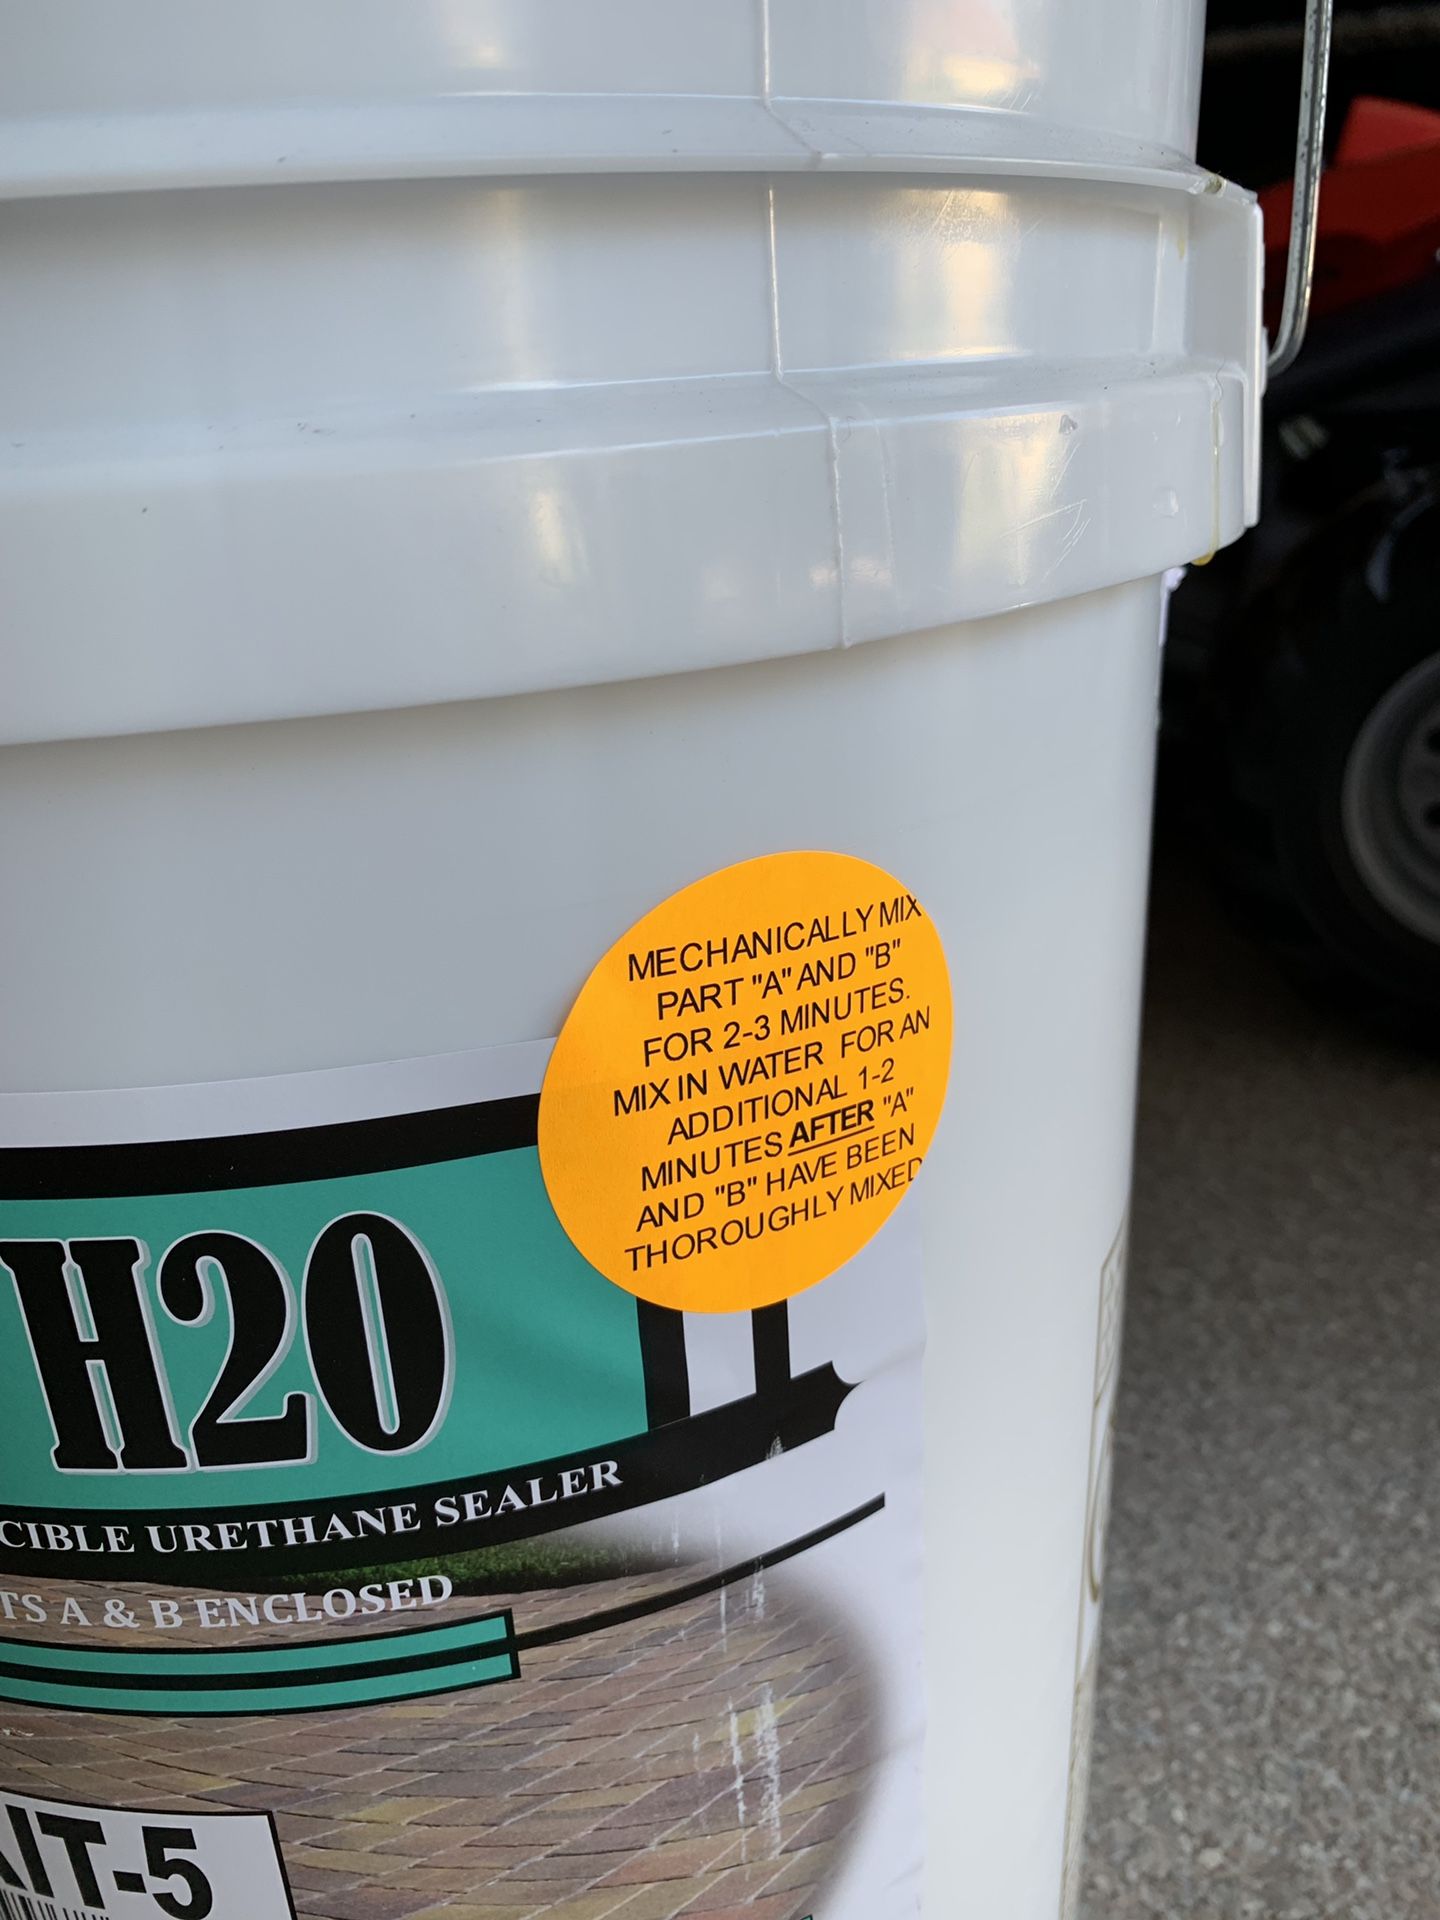 MECHANICALLY MIX
PART "A" AND "B"
FOR 2-3 MINUTES.
MIX IN WATER FOR AN
ADDITIONAL 1-2
MINUTES AFTER "A"
AND "B" HAVE BEEN
THOROUGHLY MIXED
H20
CIBLE URETHANE SEALER
TS A & B ENCLOSED
KIT-5